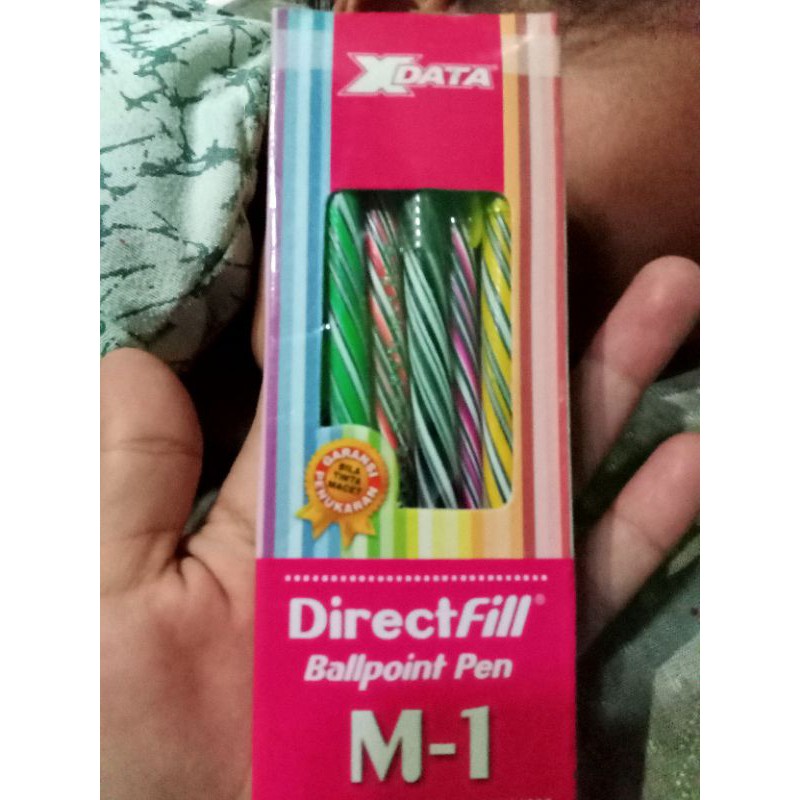 XDATA
GARANSI
BILA
TINTA
MACET
PENUKARAN
DirectFill®
Ballpoint Pen
M-1